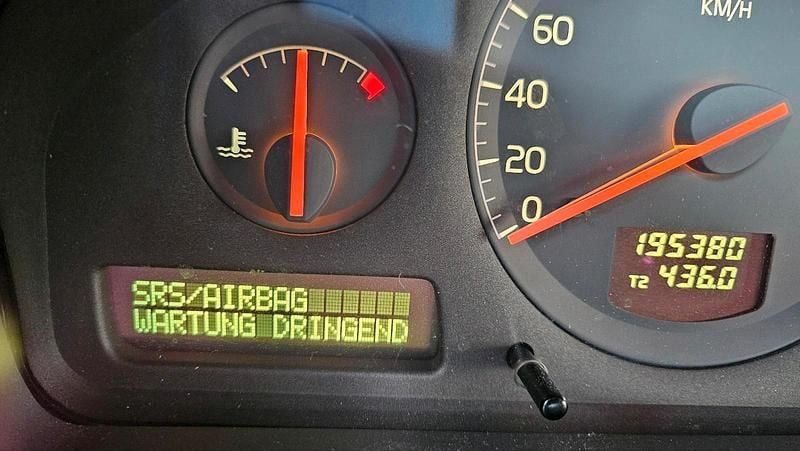 KM/H
60
40
20
0
195380
T2 436.0
SRS/AIRBAG
WARTUNG DRINGEND